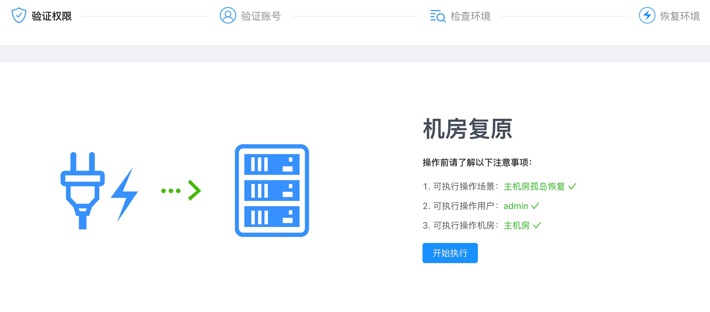 验证权限
验证账号
检查环境
恢复环境
机房复原
操作前请了解以下注意事项：
1. 可执行操作场景：主机房孤岛恢复
2. 可执行操作用户：admin
3. 可执行操作机房：主机房
开始执行